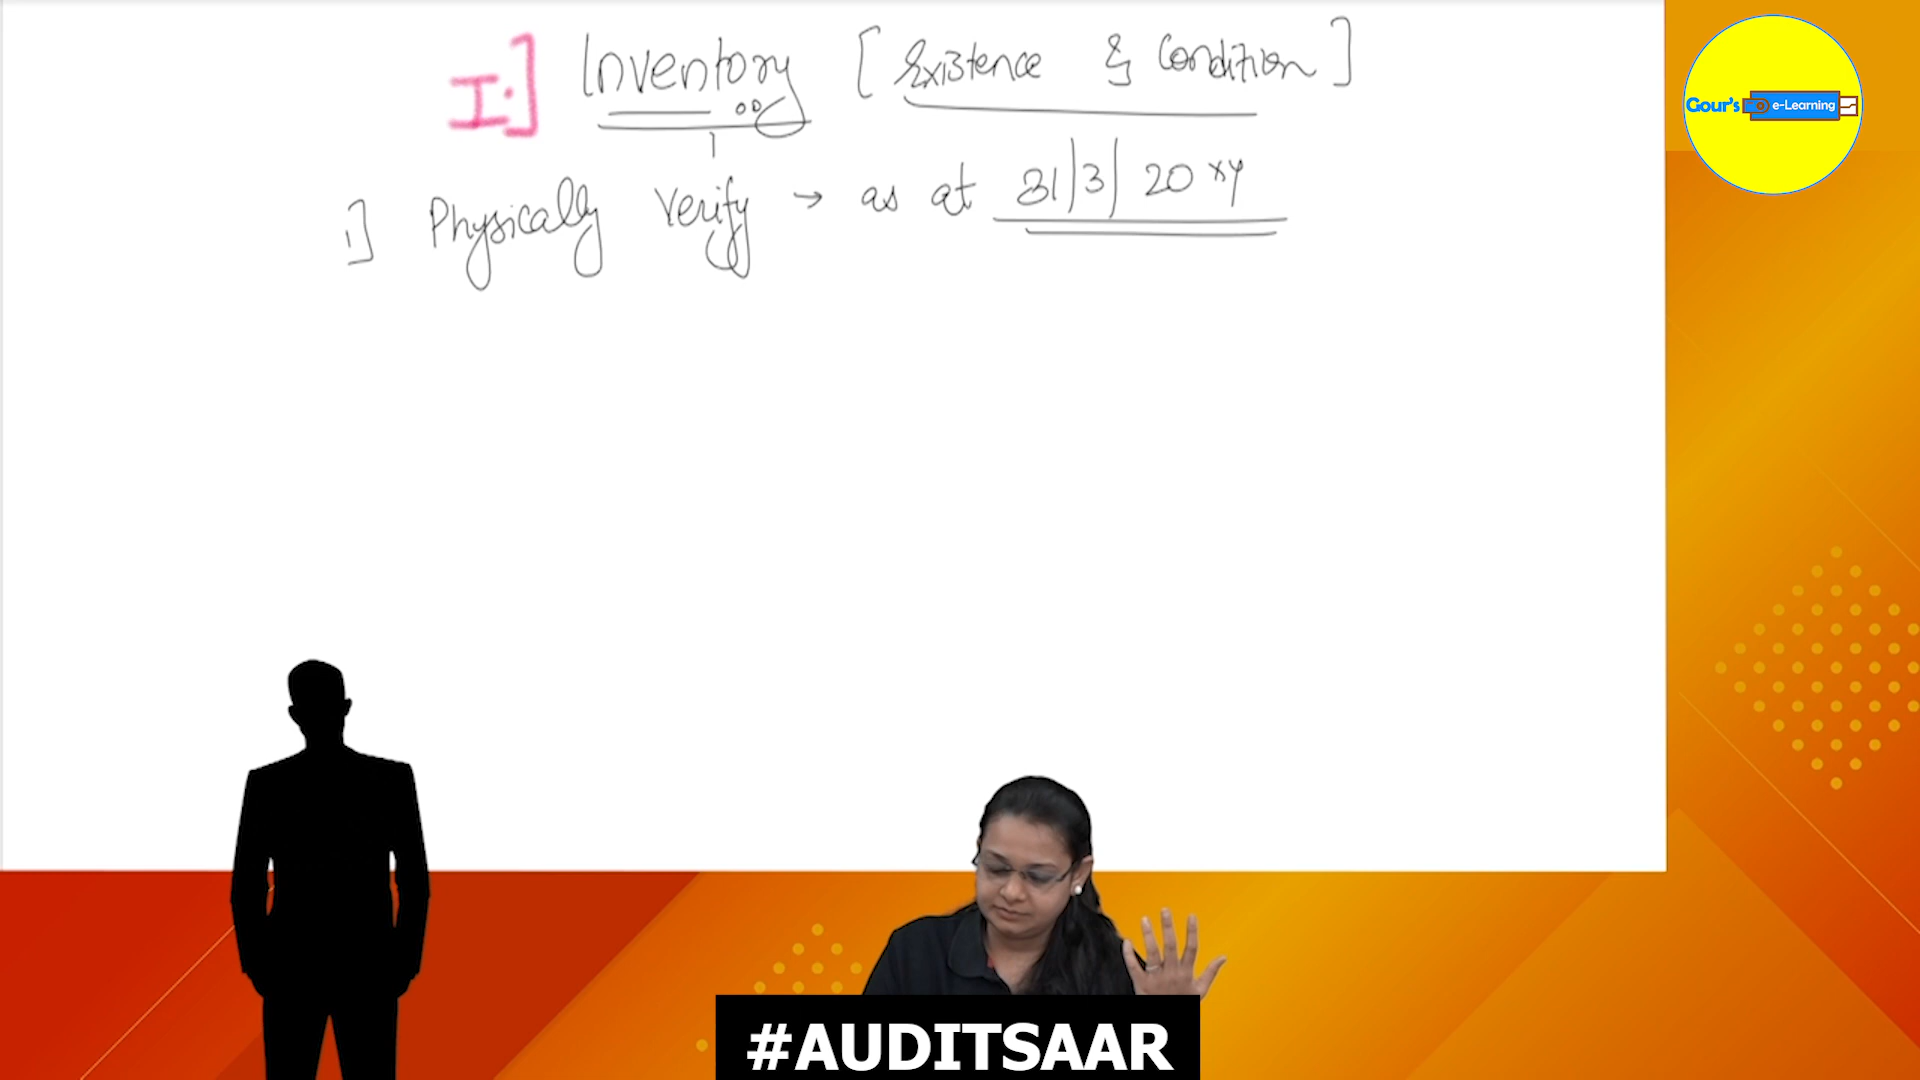 I.] Inventory [Existence & Condition]
1] Physically Verify → as at 31/3/20xy
Gour's e-Learning
#AUDITSAAR